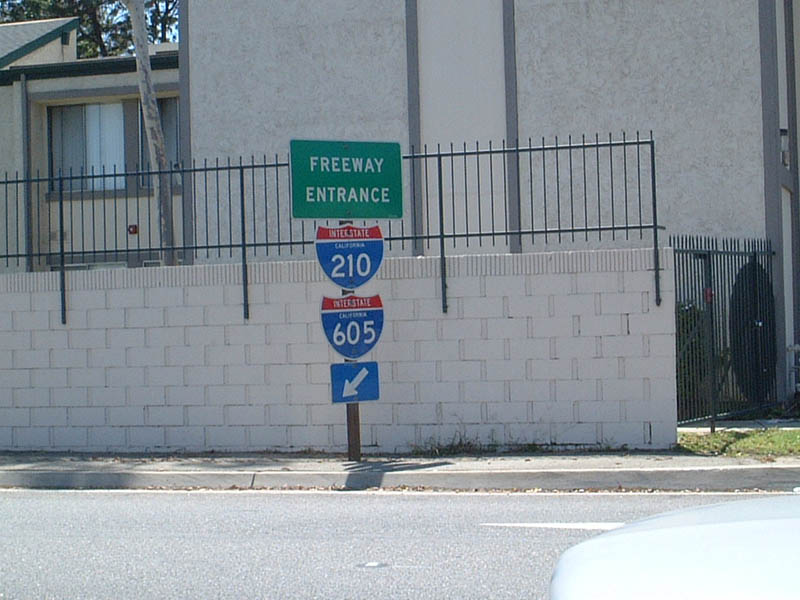 FREEWAY
ENTRANCE
INTERSTATE
CALIFORNIA
210
INTERSTATE
CALIFORNIA
605